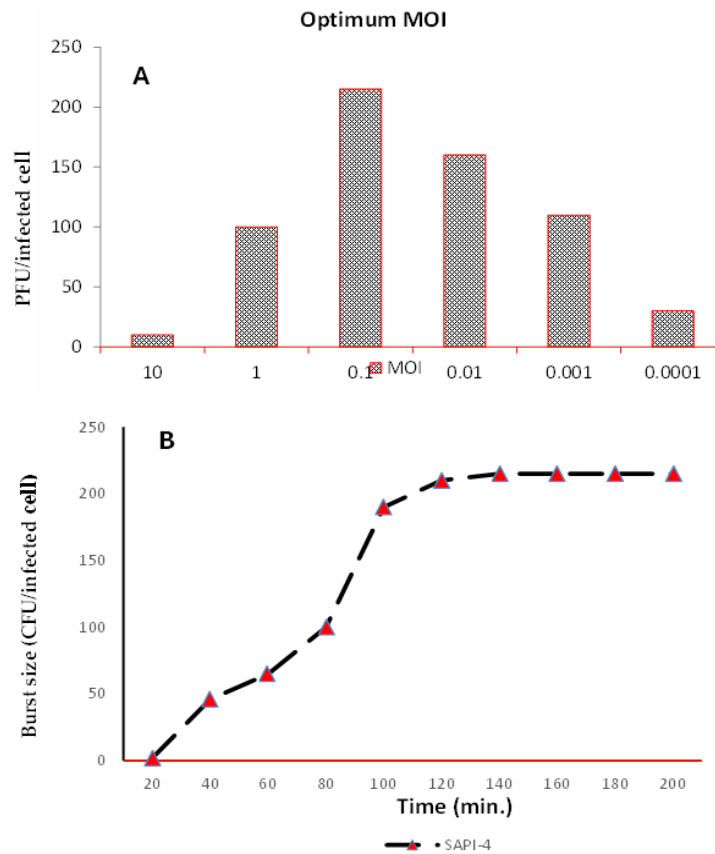 Optimum MOI
A
PFU/infected cell
250
200
150
100
50
0
10 1 0.1 0.01 0.001 0.0001
MOI
B
Burst size (CFU/infected cell)
250
200
150
100
50
0
20 40 60 80 100 120 140 160 180 200
Time (min.)
SAPI-4